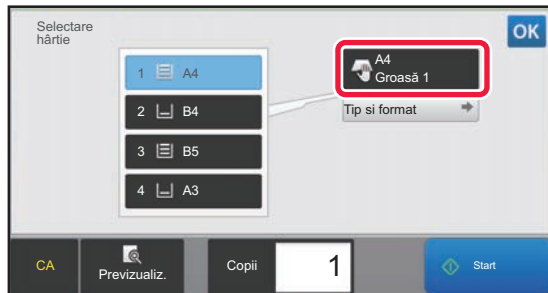 Selectare
hârtie
OK
1 A4
2 B4
3 B5
4 A3
A4
Groasă 1
Tip si format
CA
Previzualiz.
Copii
1
Start